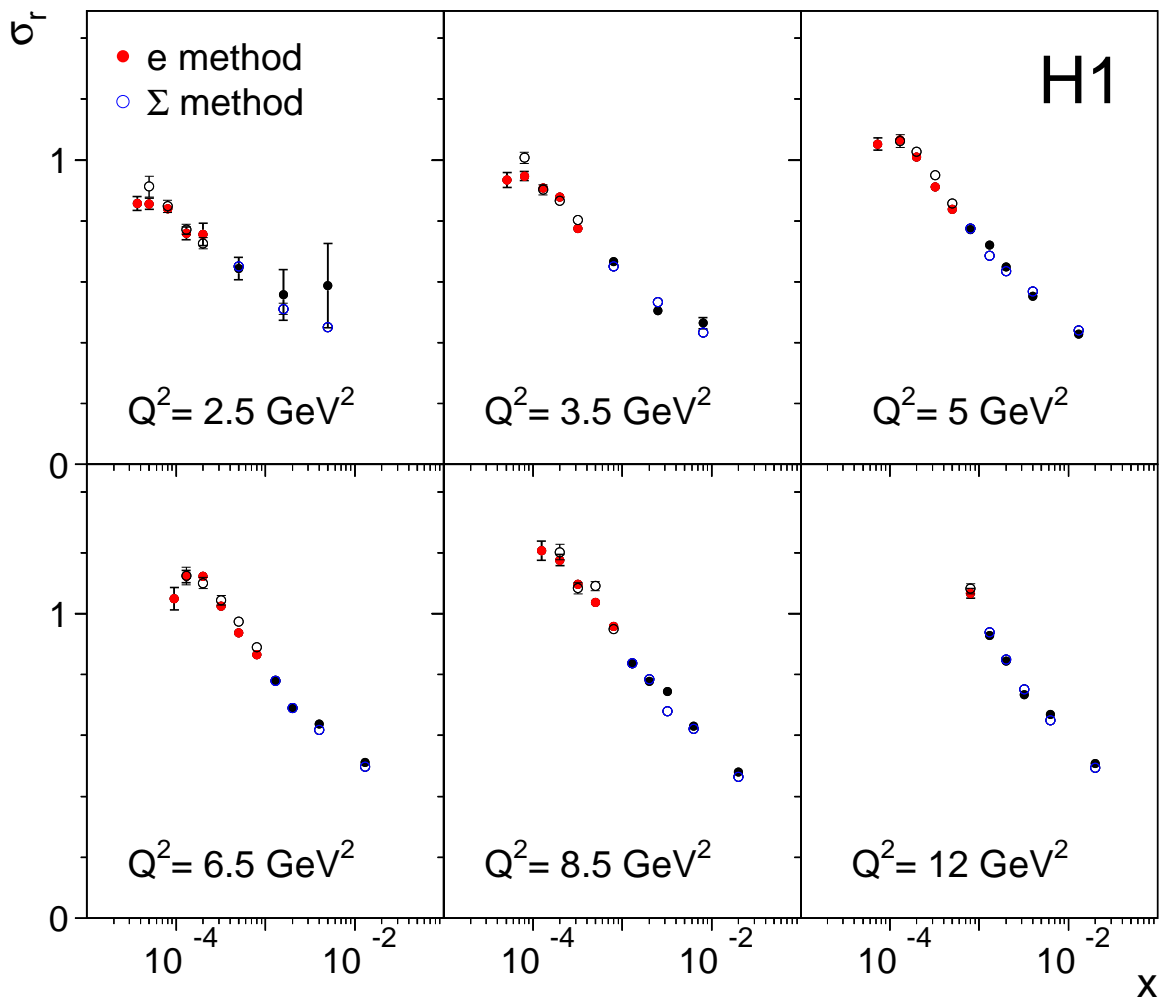 σr
e method
Σ method
H1
1
Q²= 2.5 GeV²
Q²= 3.5 GeV²
Q²= 5 GeV²
0
1
Q²= 6.5 GeV²
Q²= 8.5 GeV²
Q²= 12 GeV²
0
10⁻⁴ 10⁻² 10⁻⁴ 10⁻² 10⁻⁴ 10⁻²
x